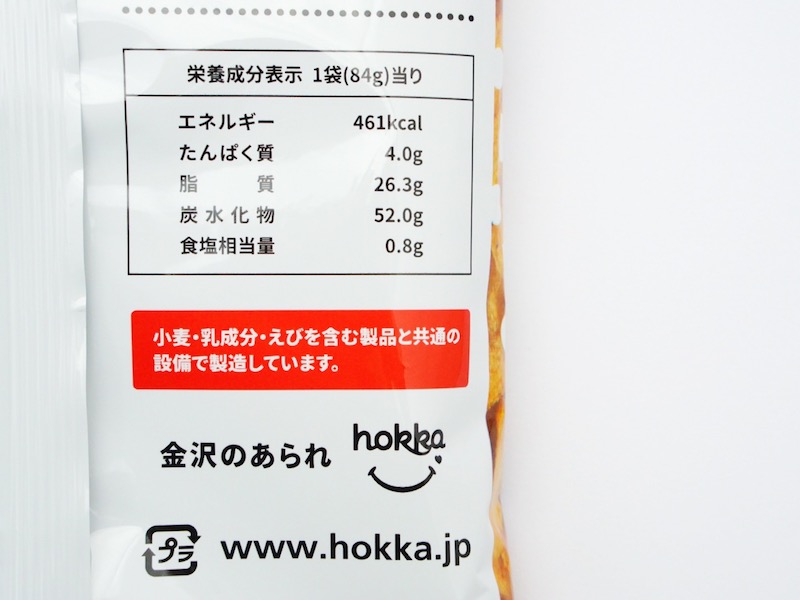 栄養成分表示 1袋(84g)当り
エネルギー 461kcal
たんぱく質 4.0g
脂質 26.3g
炭水化物 52.0g
食塩相当量 0.8g
小麦・乳成分・えびを含む製品と共通の
設備で製造しています。
金沢のあられ hokka
プラ www.hokka.jp